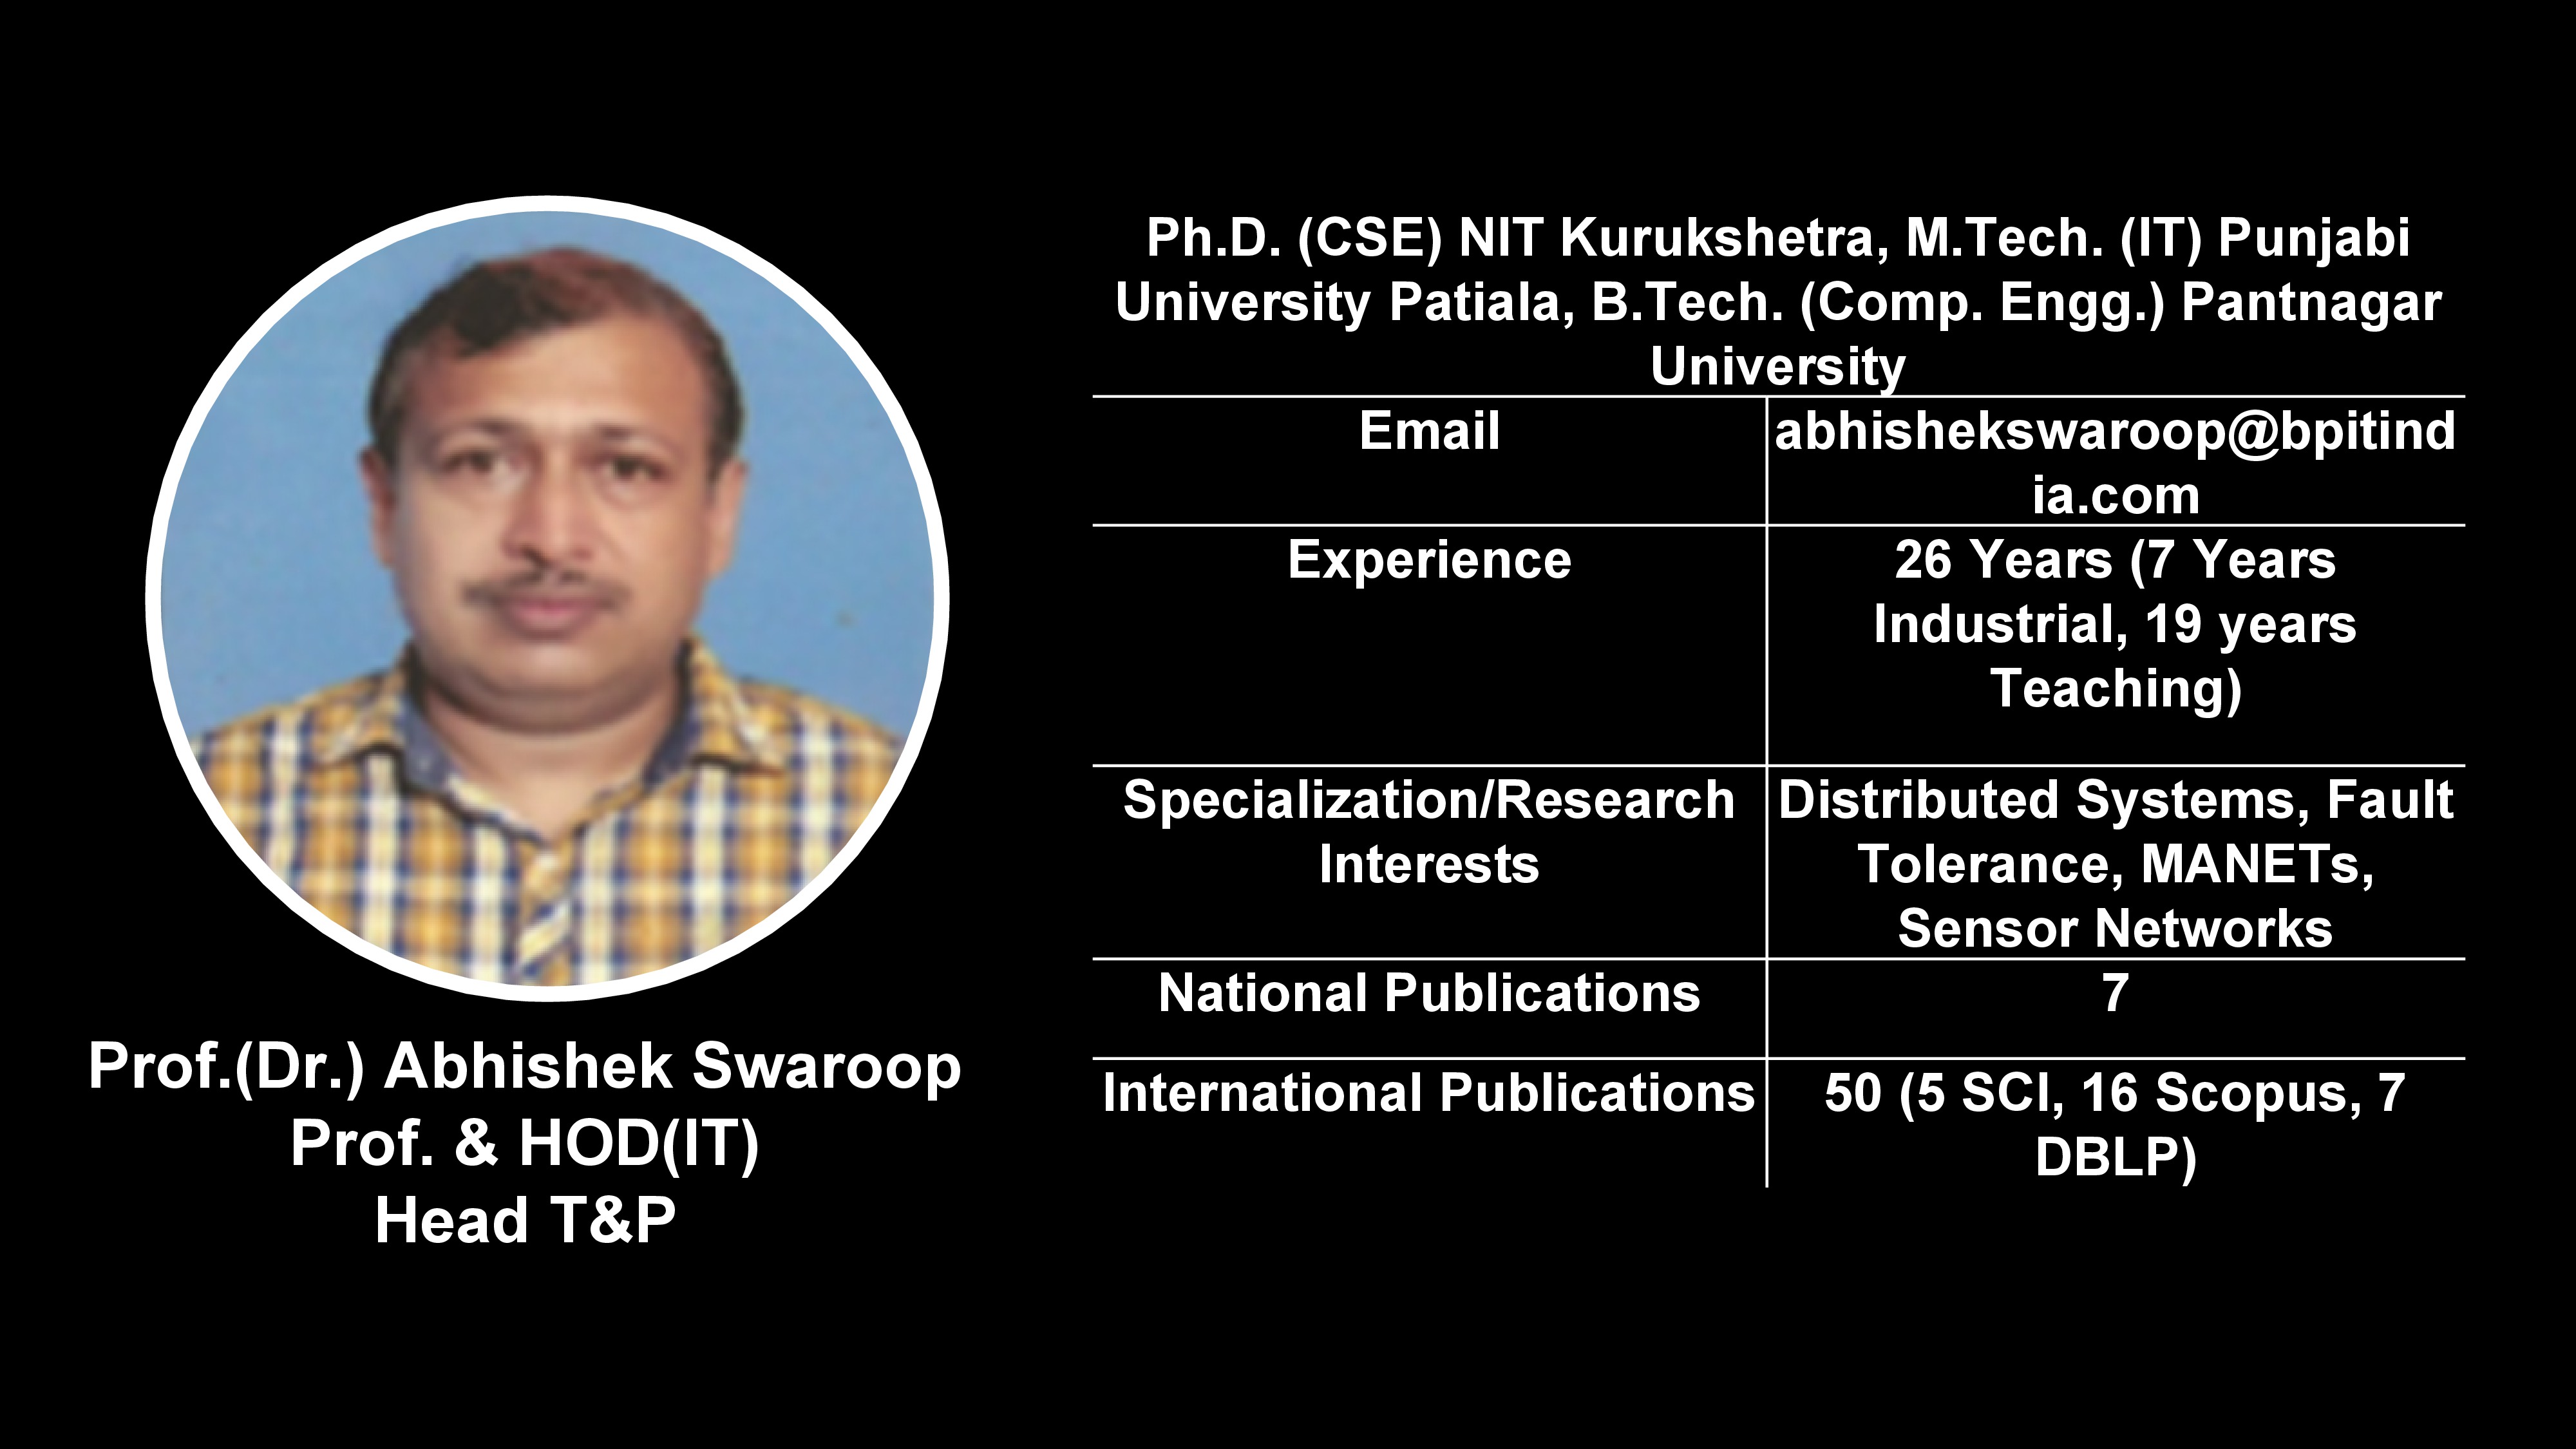 Ph.D. (CSE) NIT Kurukshetra, M.Tech. (IT) Punjabi
University Patiala, B.Tech. (Comp. Engg.) Pantnagar
University
Email
abhishekswaroop@bpitind
ia.com
Experience
26 Years (7 Years
Industrial, 19 years
Teaching)
Specialization/Research
Interests
Distributed Systems, Fault
Tolerance, MANETs,
Sensor Networks
National Publications
7
International Publications
50 (5 SCI, 16 Scopus, 7
DBLP)
Prof.(Dr.) Abhishek Swaroop
Prof. & HOD(IT)
Head T&P